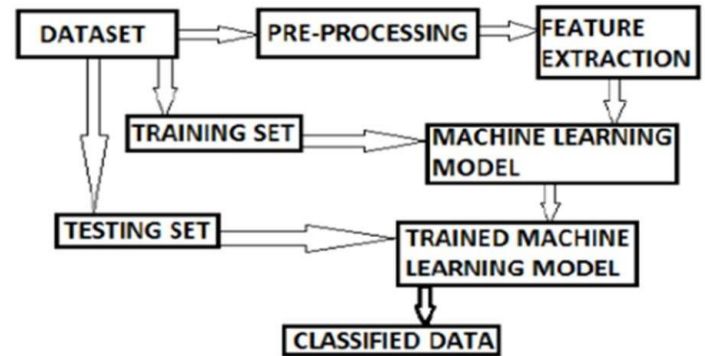 DATASET
PRE-PROCESSING
FEATURE
EXTRACTION
TRAINING SET
MACHINE LEARNING
MODEL
TESTING SET
TRAINED MACHINE
LEARNING MODEL
CLASSIFIED DATA